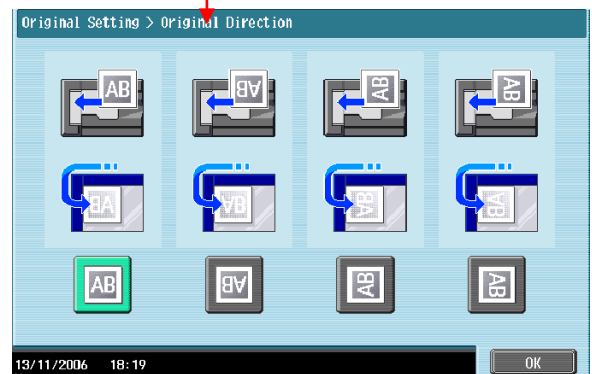 Original Setting > Original Direction
AB AB AB AB
AB AB AB AB
AB AB AB AB
13/11/2006 18:19 OK